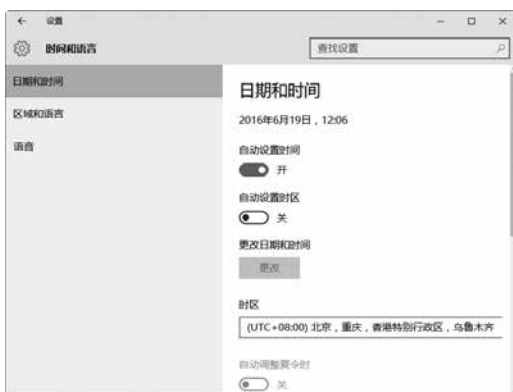 设置
时间和语言
查找设置
日期和时间
区域和语言
语音
日期和时间
2016年6月19日，12:06
自动设置时间
开
自动设置时区
关
更改日期和时间
更改
时区
(UTC+08:00) 北京，重庆，香港特别行政区，乌鲁木齐
自动调整夏令时
关